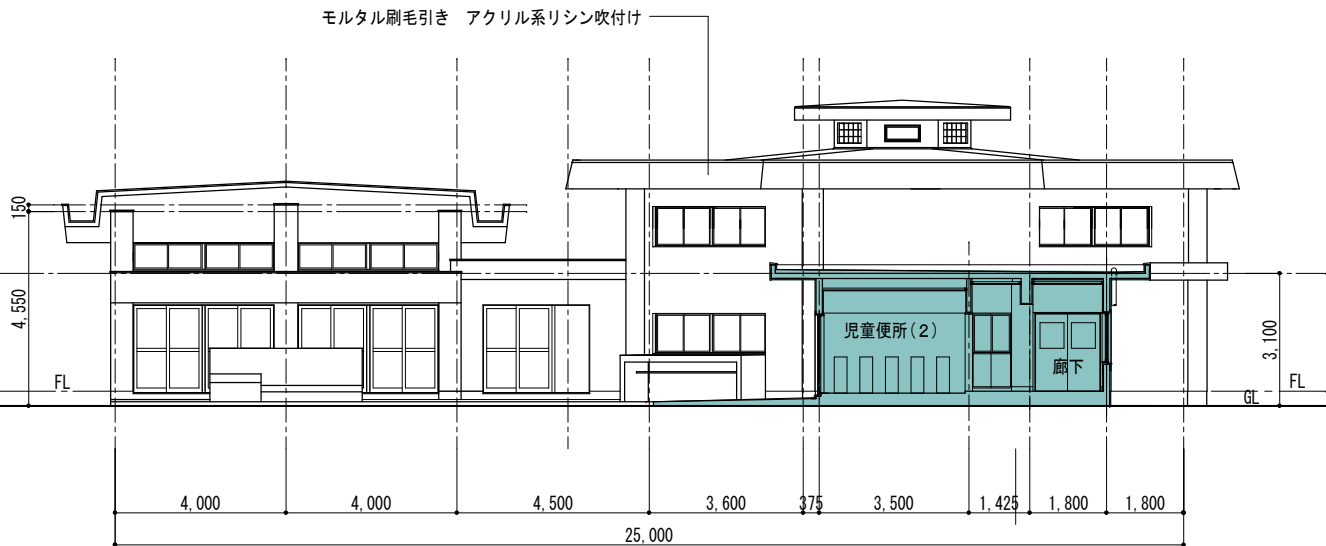 モルタル刷毛引き　アクリル系リシン吹付け
150
4,550
FL
児童便所(2)
廊下
3,100
FL
GL
4,000
4,000
4,500
3,600
375
3,500
1,425
1,800
1,800
25,000